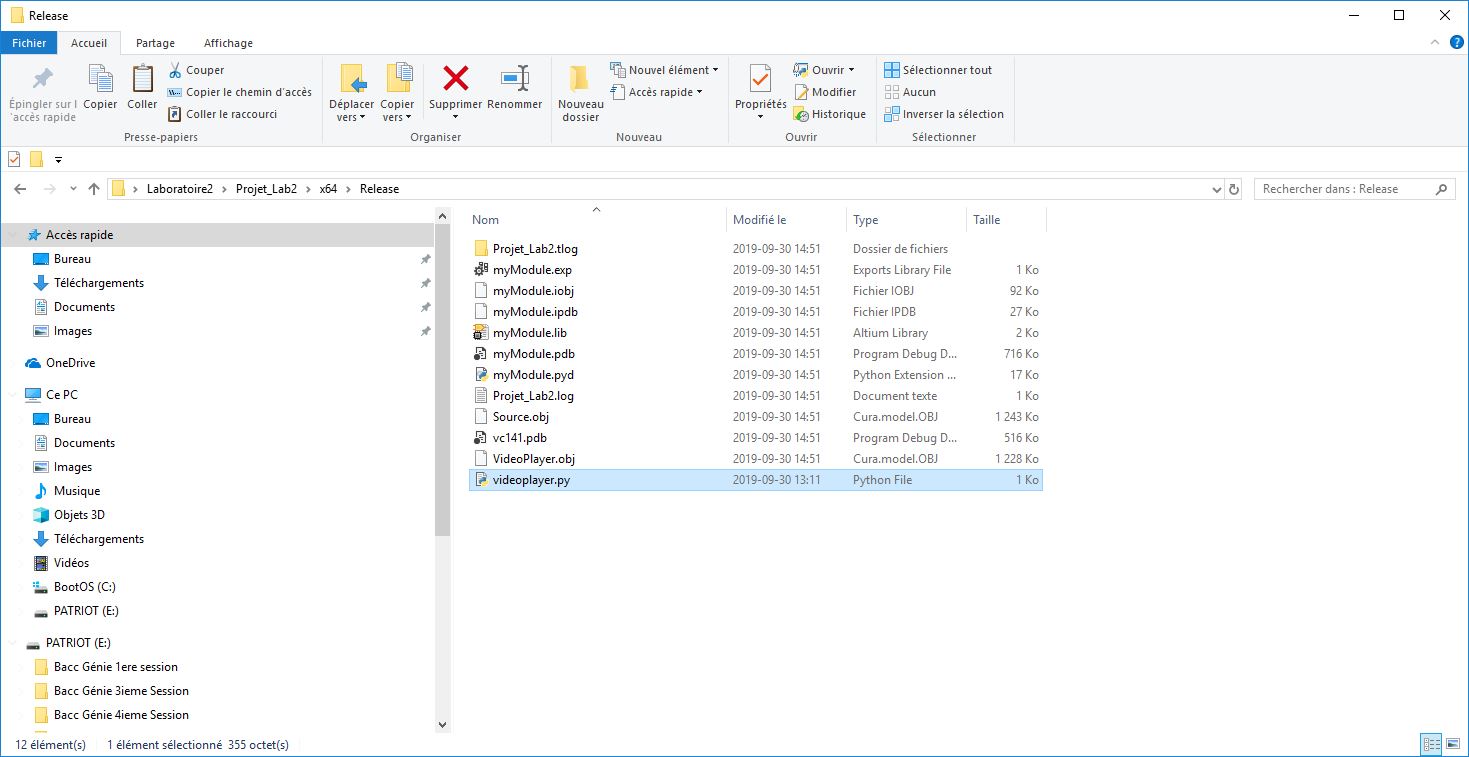 Release
Fichier Accueil Partage Affichage
Épingler sur l'accès rapide Copier Coller Couper
Copier le chemin d'accès
Coller le raccourci
Presse-papiers
Déplacer vers Copier vers Supprimer Renommer
Organiser
Nouveau dossier Nouvel élément
Accès rapide
Nouveau
Propriétés Ouvrir
Modifier
Historique
Ouvrir
Sélectionner tout
Aucun
Inverser la sélection
Sélectionner
Laboratoire2 Projet_Lab2 x64 Release
Rechercher dans : Release
Accès rapide
Bureau
Téléchargements
Documents
Images
OneDrive
Ce PC
Bureau
Documents
Images
Musique
Objets 3D
Téléchargements
Vidéos
BootOS (C:)
PATRIOT (E:)
PATRIOT (E:)
Bacc Génie 1ere session
Bacc Génie 3ieme Session
Bacc Génie 4ieme Session
Nom Modifié le Type Taille
Projet_Lab2.tlog 2019-09-30 14:51 Dossier de fichiers
myModule.exp 2019-09-30 14:51 Exports Library File 1 Ko
myModule.iobj 2019-09-30 14:51 Fichier IOBJ 92 Ko
myModule.ipdb 2019-09-30 14:51 Fichier IPDB 27 Ko
myModule.lib 2019-09-30 14:51 Altium Library 2 Ko
myModule.pdb 2019-09-30 14:51 Program Debug D... 716 Ko
myModule.pyd 2019-09-30 14:51 Python Extension ... 17 Ko
Projet_Lab2.log 2019-09-30 14:51 Document texte 1 Ko
Source.obj 2019-09-30 14:51 Cura.model.OBJ 1 243 Ko
vc141.pdb 2019-09-30 14:51 Program Debug D... 516 Ko
VideoPlayer.obj 2019-09-30 14:51 Cura.model.OBJ 1 228 Ko
videoplayer.py 2019-09-30 13:11 Python File 1 Ko
12 élément(s) 1 élément sélectionné 355 octet(s)